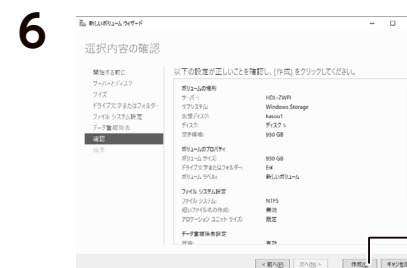 6
新しいボリューム ウィザード
選択内容の確認
開始する前に
サーバーとディスク
サイズ
ドライブ文字またはフォルダー
ファイル システム設定
データ重複除去
確認
結果
以下の設定が正しいことを確認し、[作成] をクリックしてください。
ボリュームの場所
サーバー: HDL-ZWPI
サブシステム: Windows Storage
仮想ディスク: kasou1
ディスク: ディスク 5
空き領域: 930 GB
ボリュームのプロパティ
ボリューム サイズ: 930 GB
ドライブ文字またはフォルダー: E:¥
ボリューム ラベル: 新しいボリューム
ファイル システム設定
ファイル システム: NTFS
短いファイル名の作成: 無効
アロケーション ユニット サイズ: 既定
データ重複除去設定
状態: 有効
< 前へ(P) 次へ(N) > 作成(C) キャンセル